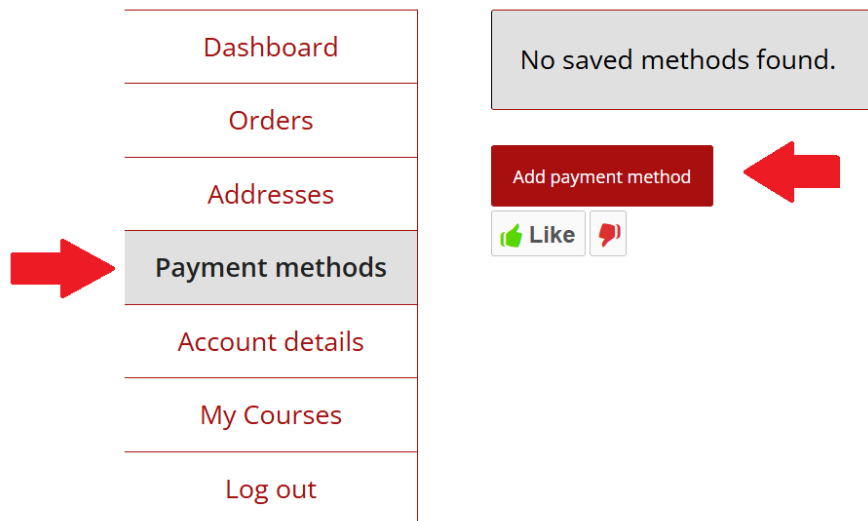 Dashboard
Orders
Addresses
Payment methods
Account details
My Courses
Log out
No saved methods found.
Add payment method
Like